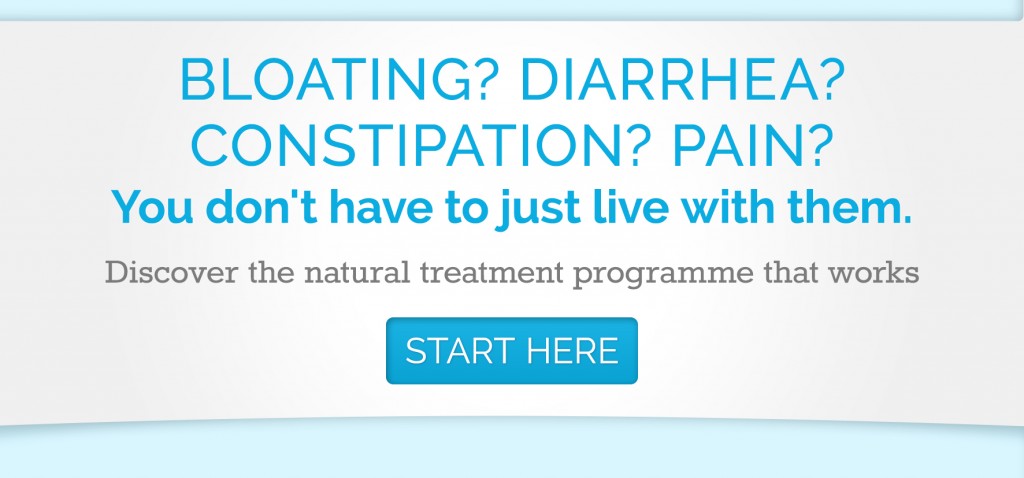 BLOATING? DIARRHEA?
CONSTIPATION? PAIN?
You don't have to just live with them.
Discover the natural treatment programme that works
START HERE